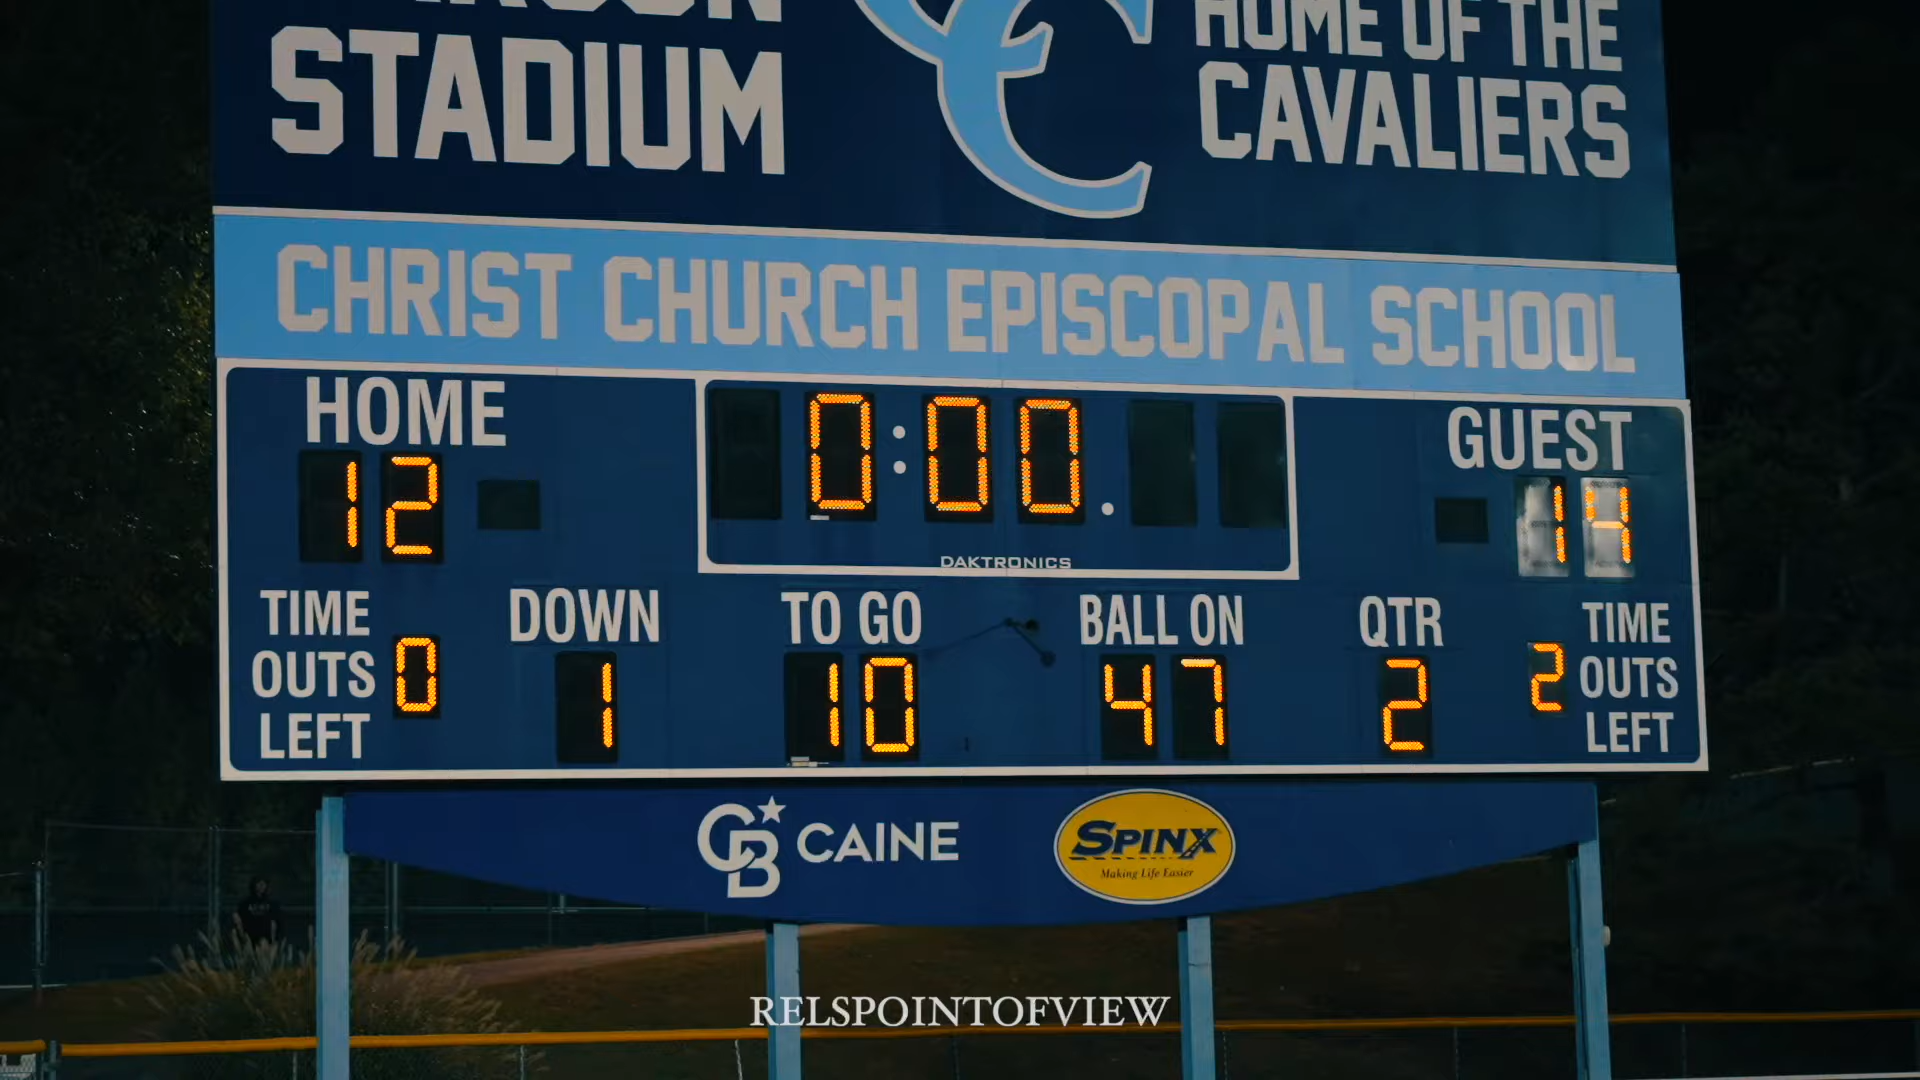 STADIUM
HOME OF THE
CAVALIERS
CHRIST CHURCH EPISCOPAL SCHOOL
HOME
12
0:00.
DAKTRONICS
GUEST
14
TIME
OUTS
LEFT
0
DOWN
1
TO GO
10
BALL ON
47
QTR
2
2
TIME
OUTS
LEFT
CB CAINE
SPINX
Making Life Easier
RELSPOINTOFVIEW